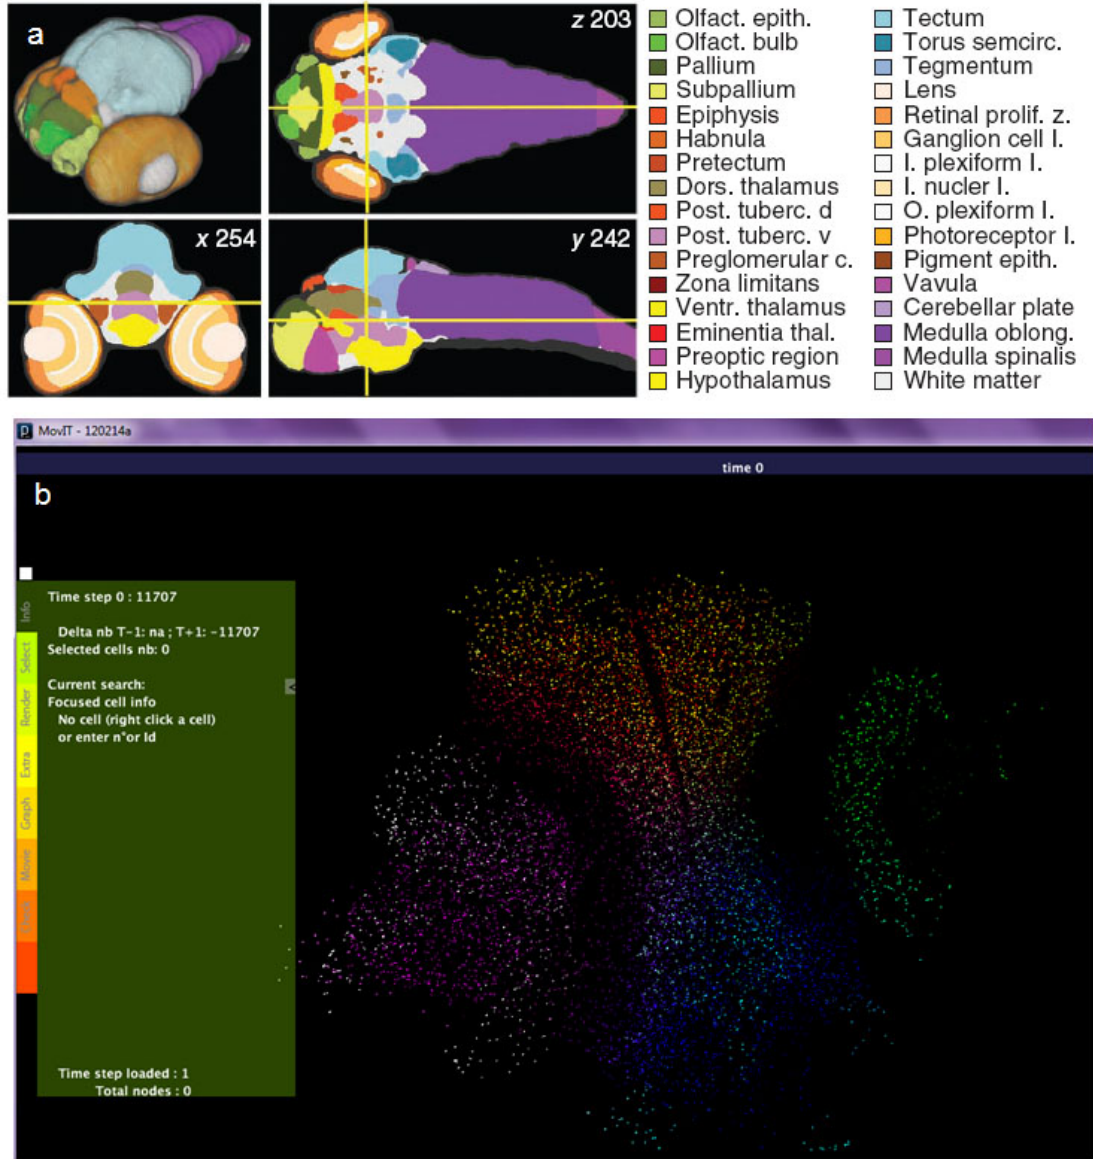 a
z 203
x 254
y 242
Olfact. epith.
Olfact. bulb
Pallium
Subpallium
Epiphysis
Habnula
Pretectum
Dors. thalamus
Post. tuberc. d
Post. tuberc. v
Preglomerular c.
Zona limitans
Ventr. thalamus
Eminentia thal.
Preoptic region
Hypothalamus
Tectum
Torus semcirc.
Tegmentum
Lens
Retinal prolif. z.
Ganglion cell l.
I. plexiform l.
I. nucler l.
O. plexiform l.
Photoreceptor l.
Pigment epith.
Vavula
Cerebellar plate
Medulla oblong.
Medulla spinalis
White matter
MovIT - 120214a
time 0
b
Info
Select
Render
Extra
Graph
Movie
Time step 0 : 11707
Delta nb T-1: na ; T+1: -11707
Selected cells nb: 0
Current search:
<
Focused cell info
No cell (right click a cell)
or enter n°or Id
Time step loaded : 1
Total nodes : 0